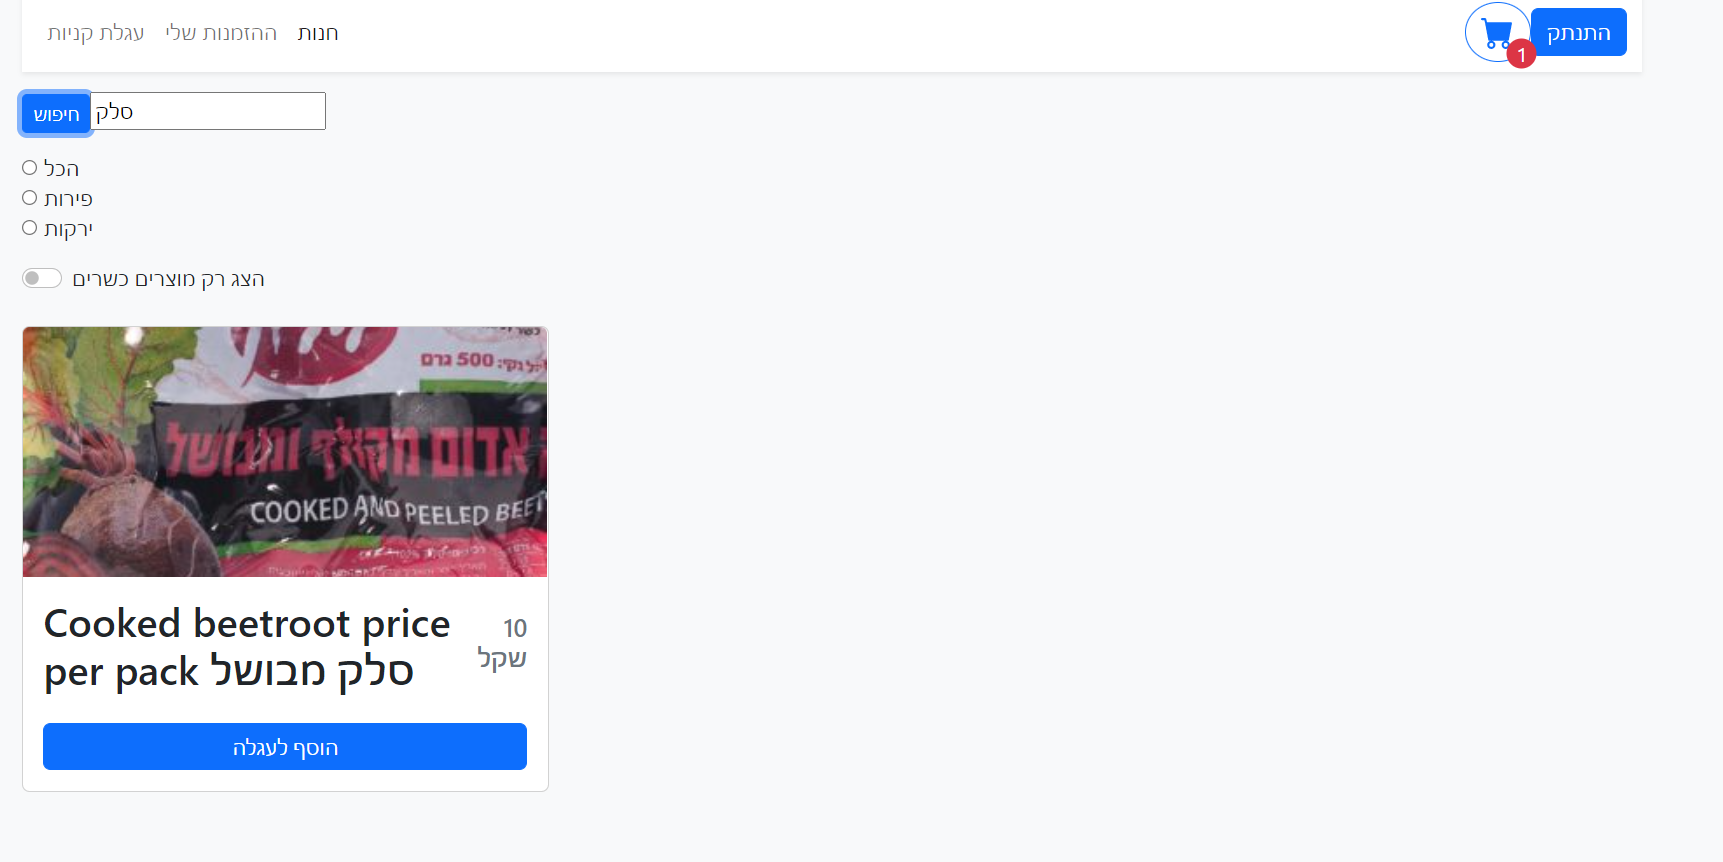 חנות ההזמנות שלי עגלת קניות
התנתק
1
סלק
חיפוש
הכל
פירות
ירקות
הצג רק מוצרים כשרים
500 גרם
אדום מקולף ומבושל
COOKED AND PEELED
Cooked beetroot price
per pack סלק מבושל
10
שקל
הוסף לעגלה